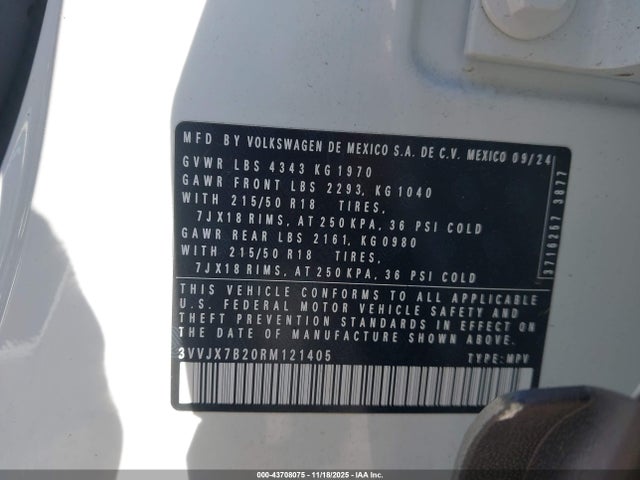 MFD BY VOLKSWAGEN DE MEXICO S.A. DE C.V. MEXICO 09/24
GVWR LBS 4343 KG 1970
GAWR FRONT LBS 2293, KG 1040
WITH 215/50 R18 TIRES,
7JX18 RIMS, AT 250 KPA, 36 PSI COLD
GAWR REAR LBS 2161, KG 0980
WITH 215/50 R18 TIRES,
7JX18 RIMS, AT 250 KPA, 36 PSI COLD
THIS VEHICLE CONFORMS TO ALL APPLICABLE
U.S. FEDERAL MOTOR VEHICLE SAFETY AND
THEFT PREVENTION STANDARDS IN EFFECT ON
THE DATE OF MANUFACTURE SHOWN ABOVE
3VVJX7B20RM121405 TYPE: MPV
3716257 3877
000-43708075 - 11/18/2025 - IAAI.COM